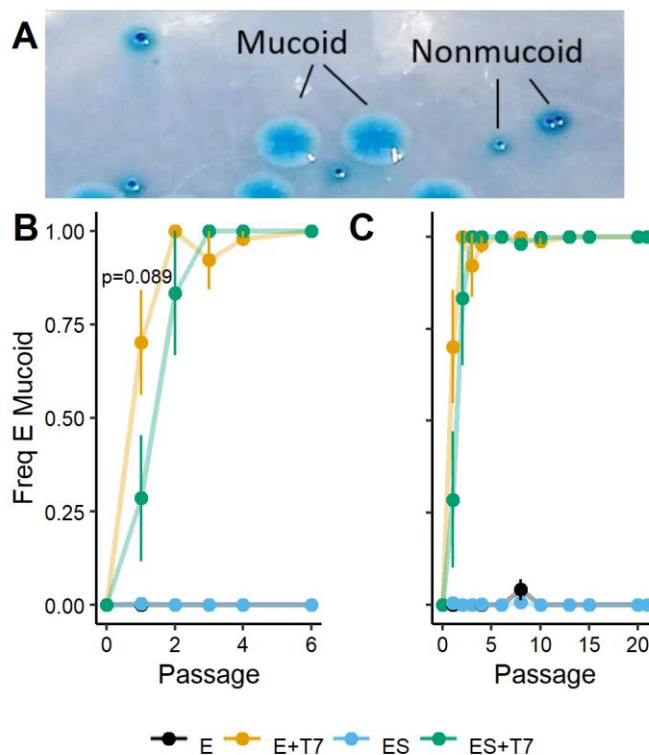 A
Mucoid
Nonmucoid
B
C
1.00
0.75
0.50
0.25
0.00
Freq E Mucoid
p=0.089
0 2 4 6
Passage
0 5 10 15 20
Passage
E E+T7 ES ES+T7